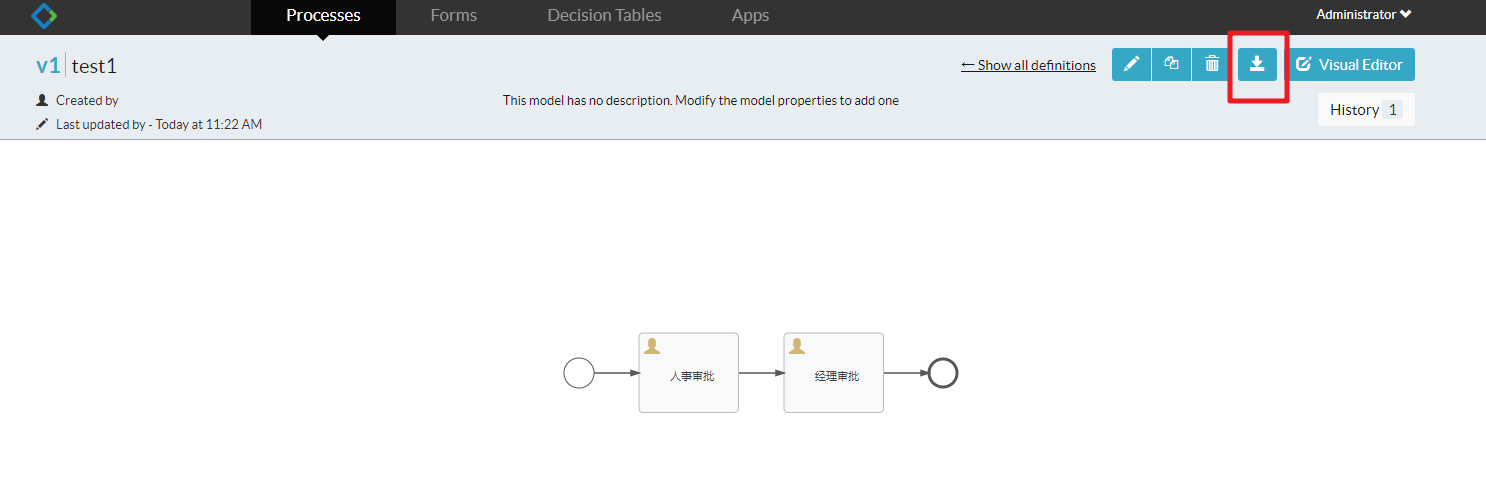 Processes Forms Decision Tables Apps Administrator
v1 test1
← Show all definitions
Visual Editor
Created by
This model has no description. Modify the model properties to add one
History 1
Last updated by - Today at 11:22 AM
人事审批
经理审批